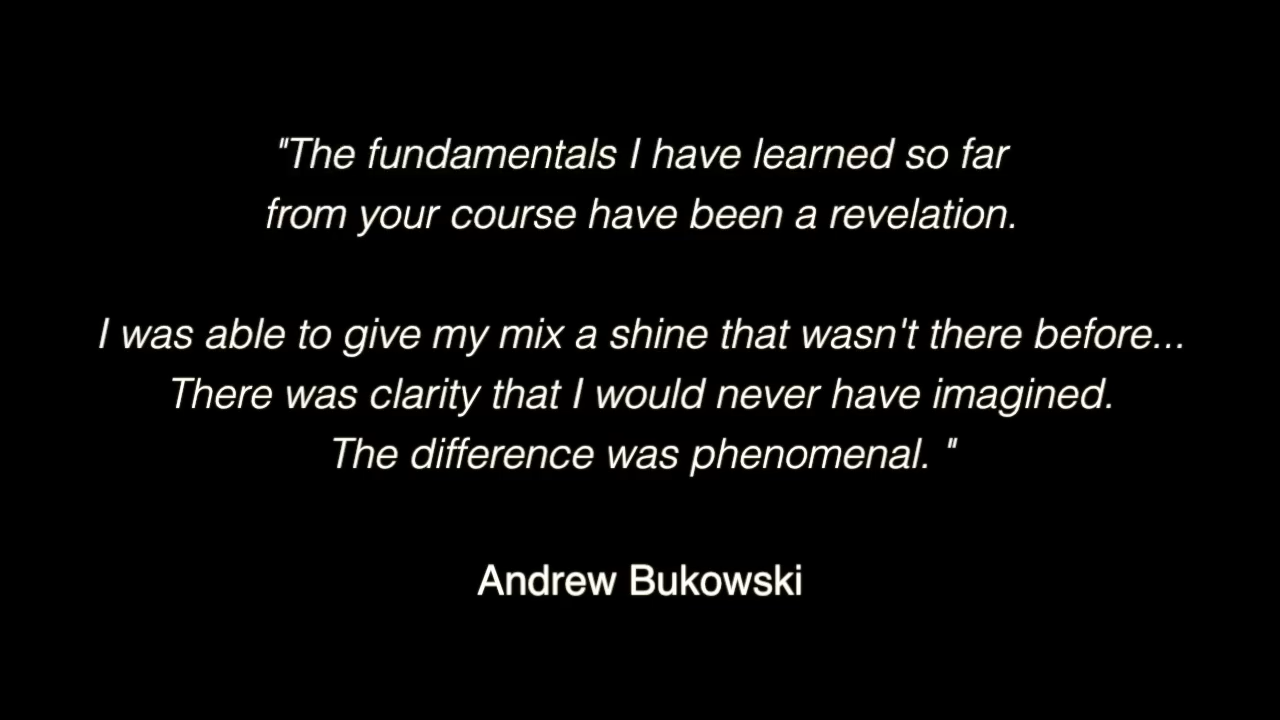 "The fundamentals I have learned so far
from your course have been a revelation.
I was able to give my mix a shine that wasn't there before...
There was clarity that I would never have imagined.
The difference was phenomenal. "
Andrew Bukowski